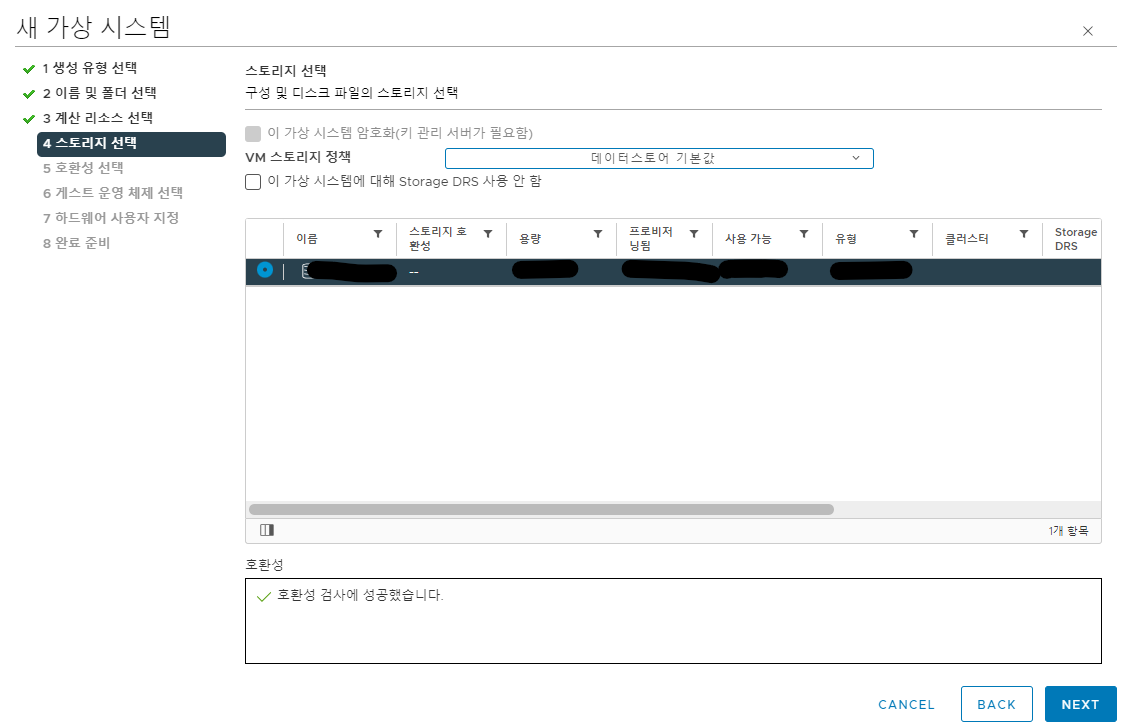 새 가상 시스템
1 생성 유형 선택
2 이름 및 폴더 선택
3 계산 리소스 선택
4 스토리지 선택
5 호환성 선택
6 게스트 운영 체제 선택
7 하드웨어 사용자 지정
8 완료 준비
스토리지 선택
구성 및 디스크 파일의 스토리지 선택
이 가상 시스템 암호화(키 관리 서버가 필요함)
VM 스토리지 정책 데이터스토어 기본값
이 가상 시스템에 대해 Storage DRS 사용 안 함
이름 스토리지 호환성 용량 프로비저닝됨 사용 가능 유형 클러스터 Storage DRS
--
1개 항목
호환성
호환성 검사에 성공했습니다.
CANCEL BACK NEXT